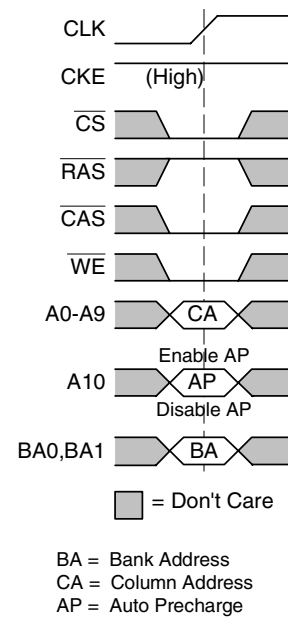 CLK
CKE (High)
CS
RAS
CAS
WE
A0-A9 CA
Enable AP
A10 AP
Disable AP
BA0,BA1 BA
= Don't Care
BA = Bank Address
CA = Column Address
AP = Auto Precharge